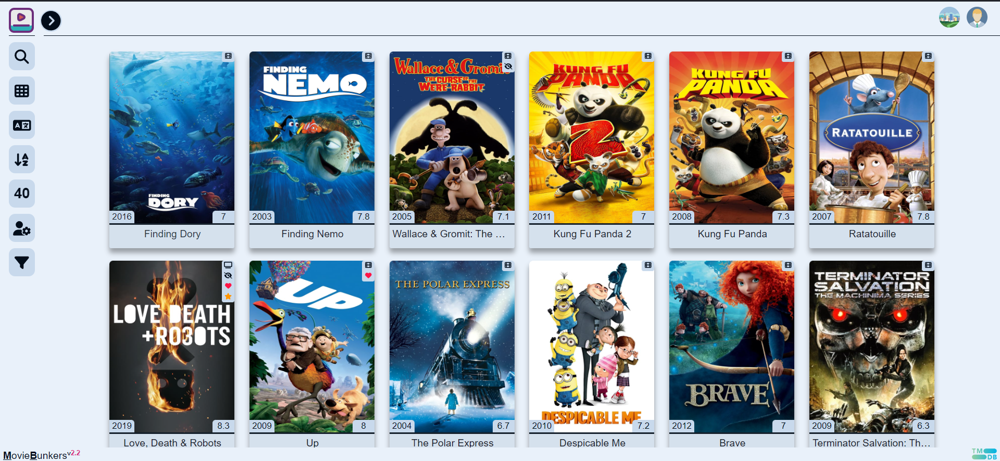 40
FINDING
DORY
2016
7
Finding Dory
FINDING
NEMO
2003
7.8
Finding Nemo
Wallace & Gromi
THE CURSE OF THE
WERE-RABBIT
2005
7.1
Wallace & Gromit: The ...
KUNG FU
PANDA
2
2011
7
Kung Fu Panda 2
KUNG FU
PANDA
2008
7.3
Kung Fu Panda
RATATOUILLE
2007
7.8
Ratatouille
LOVE DEATH
+RO3OTS
2019
8.3
Love, Death & Robots
UP
2009
8
Up
THE POLAR EXPRESS
2004
6.7
The Polar Express
DESPICABLE ME
2010
7.2
Despicable Me
BRAVE
2012
7
Brave
TERMINATOR
SALVATION
THE MACHINIMA SERIES
2009
6.3
Terminator Salvation: Th...
MovieBunkersv2.2
TM
DB